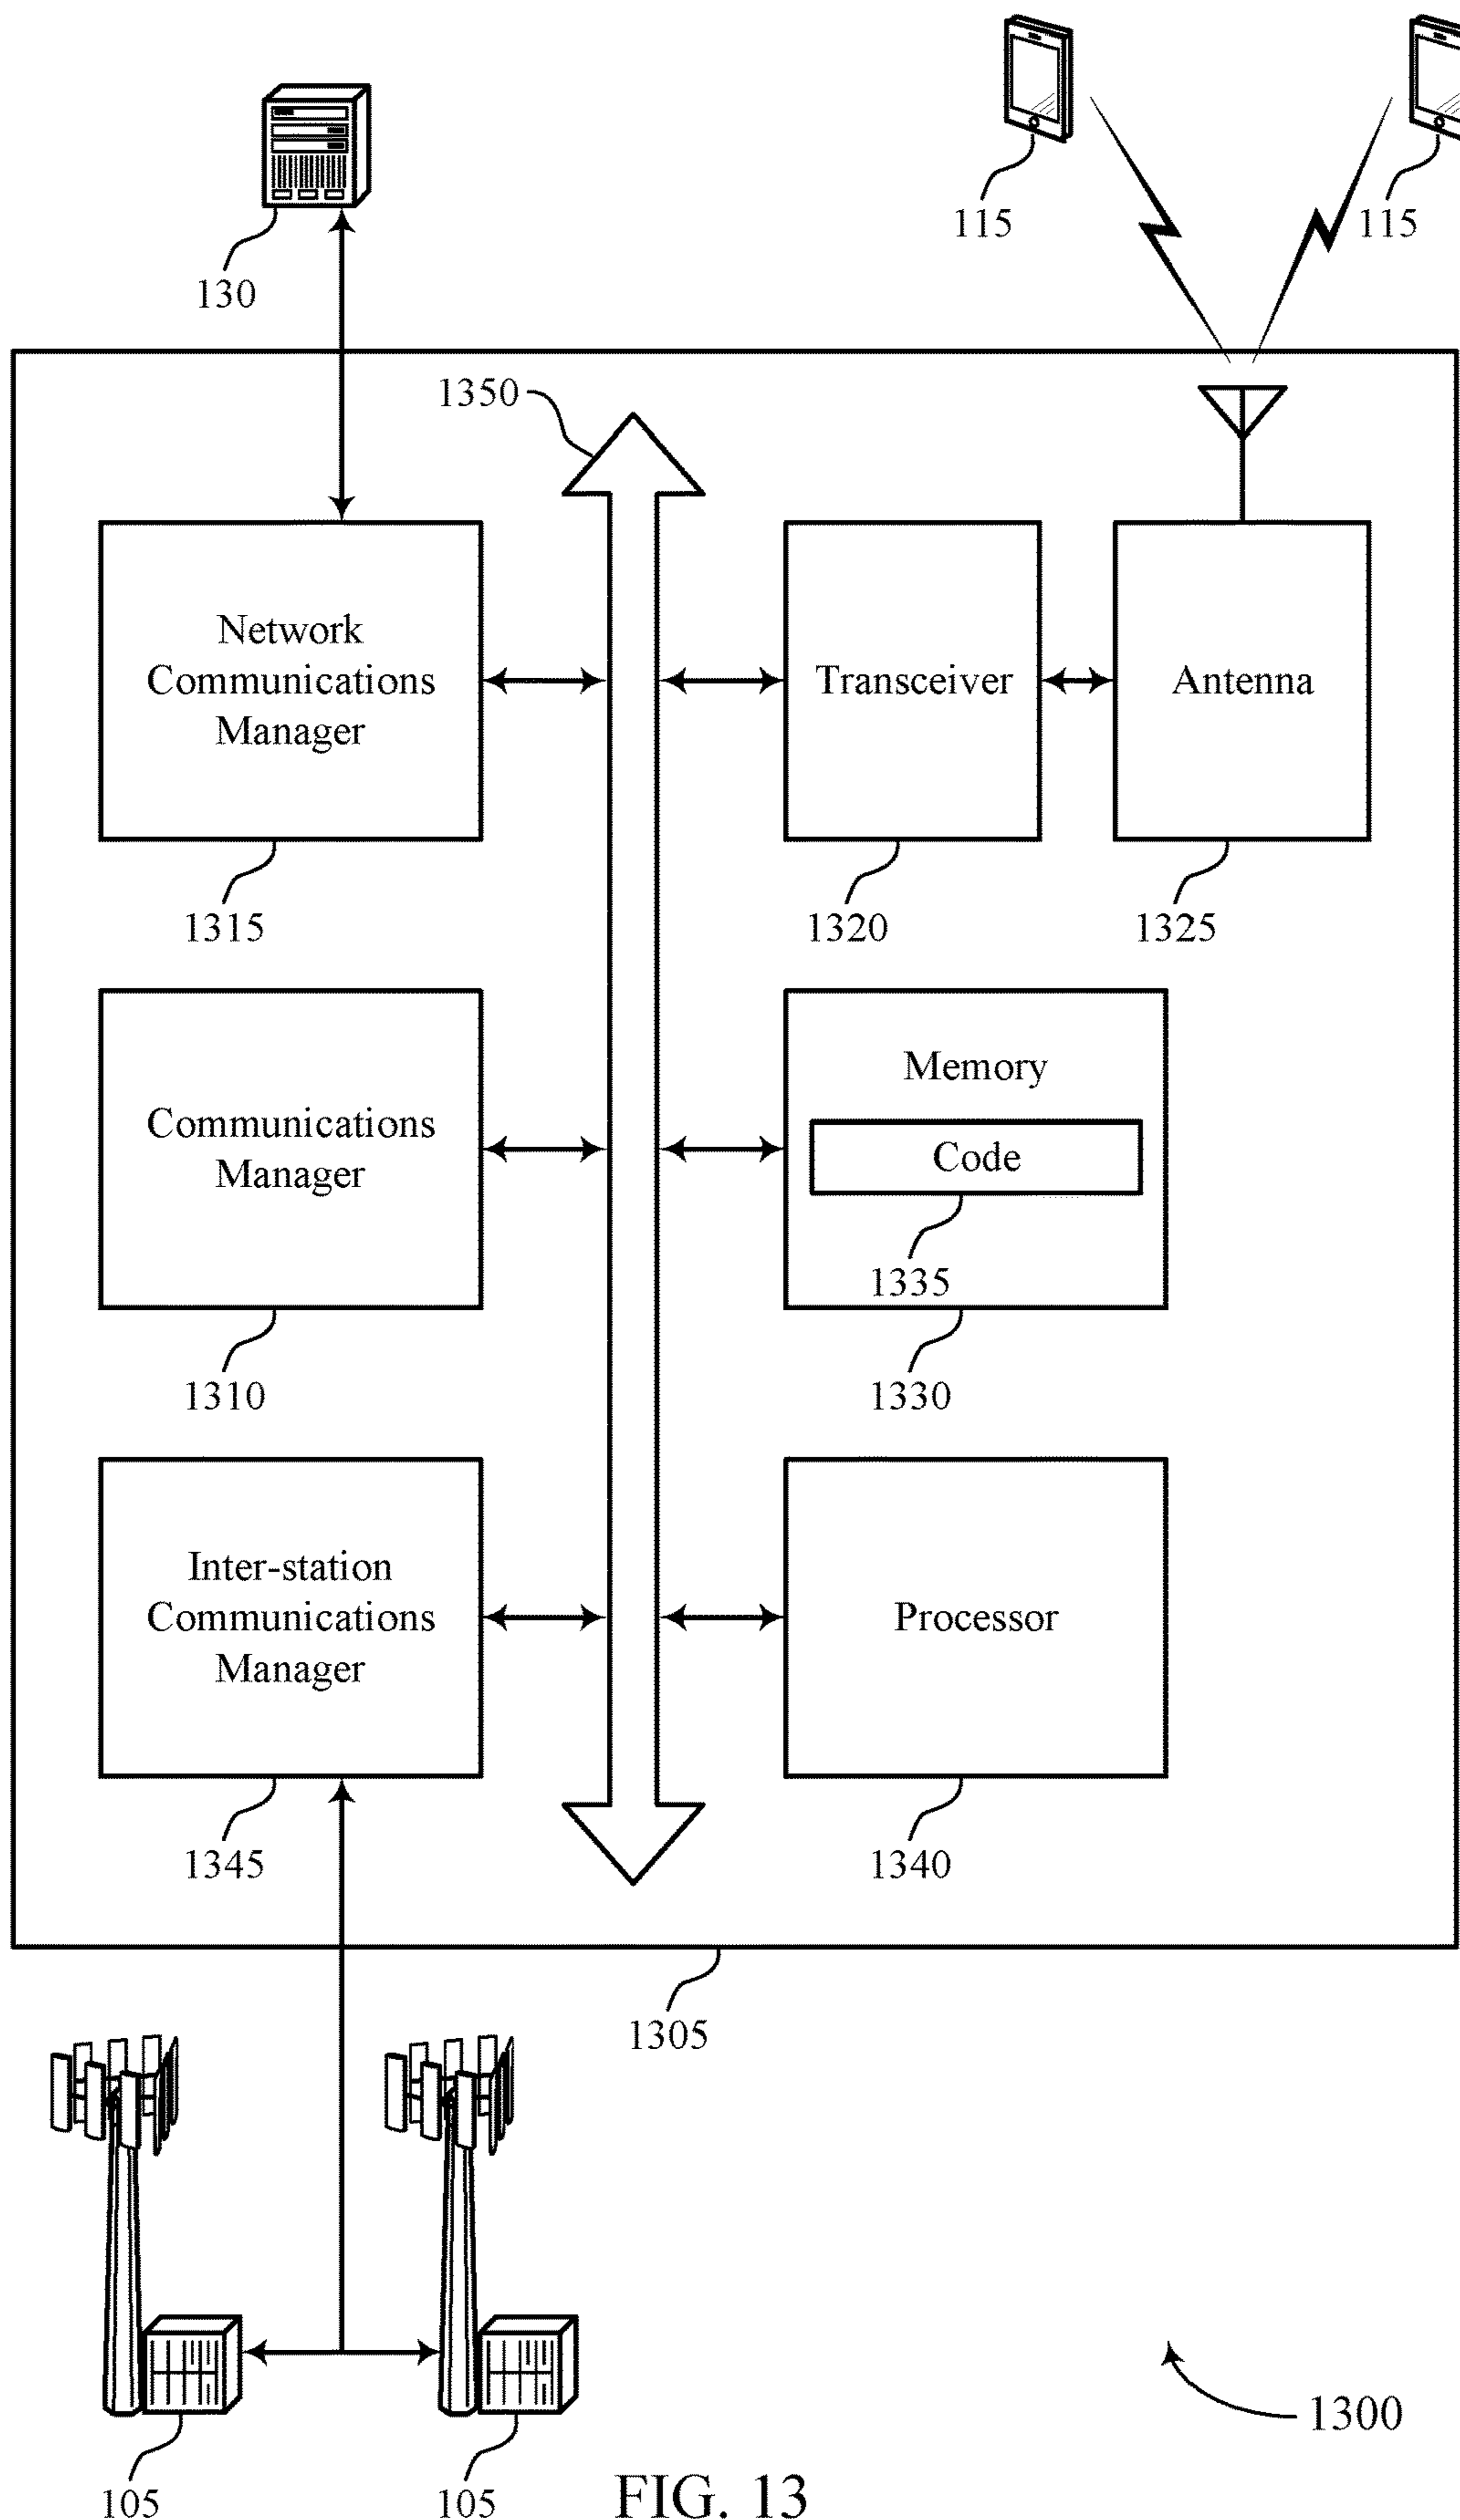 115
115
130
1350
Network
Communications
Manager
Transceiver
Antenna
1315
1320
1325
Communications
Manager
Memory
Code
1335
1310
1330
Inter-station
Communications
Manager
Processor
1345
1340
1305
1300
105
105
FIG. 13